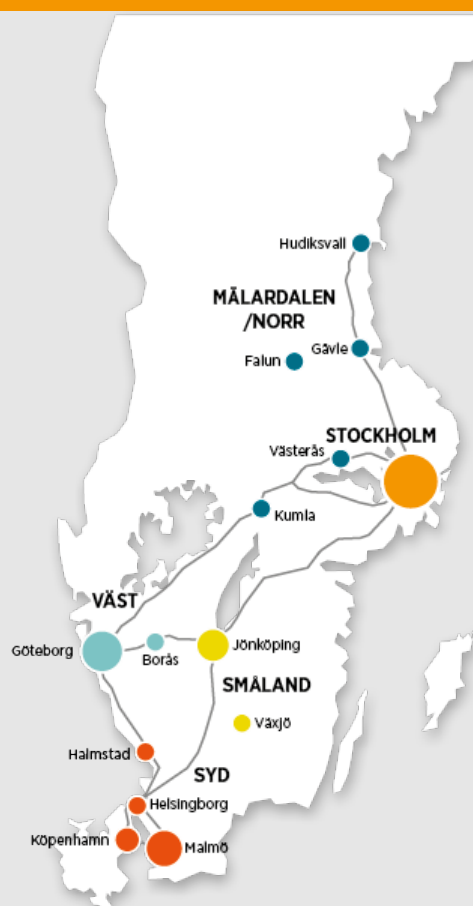 Hudiksvall
MÄLARDALEN
/NORR
Gävle
Falun
STOCKHOLM
Västerås
Kumla
VÄST
Göteborg
Borås
Jönköping
SMÅLAND
Växjö
Halmstad
SYD
Helsingborg
Köpenhamn
Malmö